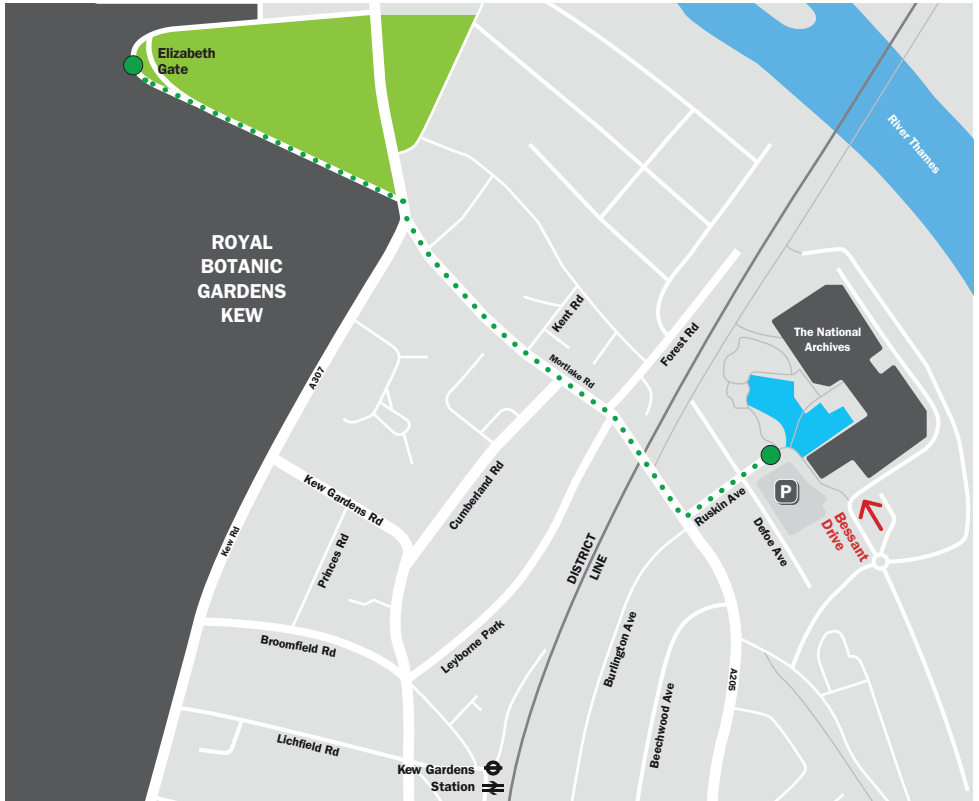 Elizabeth
Gate
River Thames
ROYAL
BOTANIC
GARDENS
KEW
Kent Rd
The National
Archives
Forest Rd
Mortlake Rd
A307
Kew Gardens Rd
Cumberland Rd
P
Ruskin Ave
Bessant
Drive
Defoe Ave
Kew Rd
Princes Rd
DISTRICT
LINE
Broomfield Rd
Leyborne Park
Burlington Ave
A205
Beechwood Ave
Lichfield Rd
Kew Gardens
Station